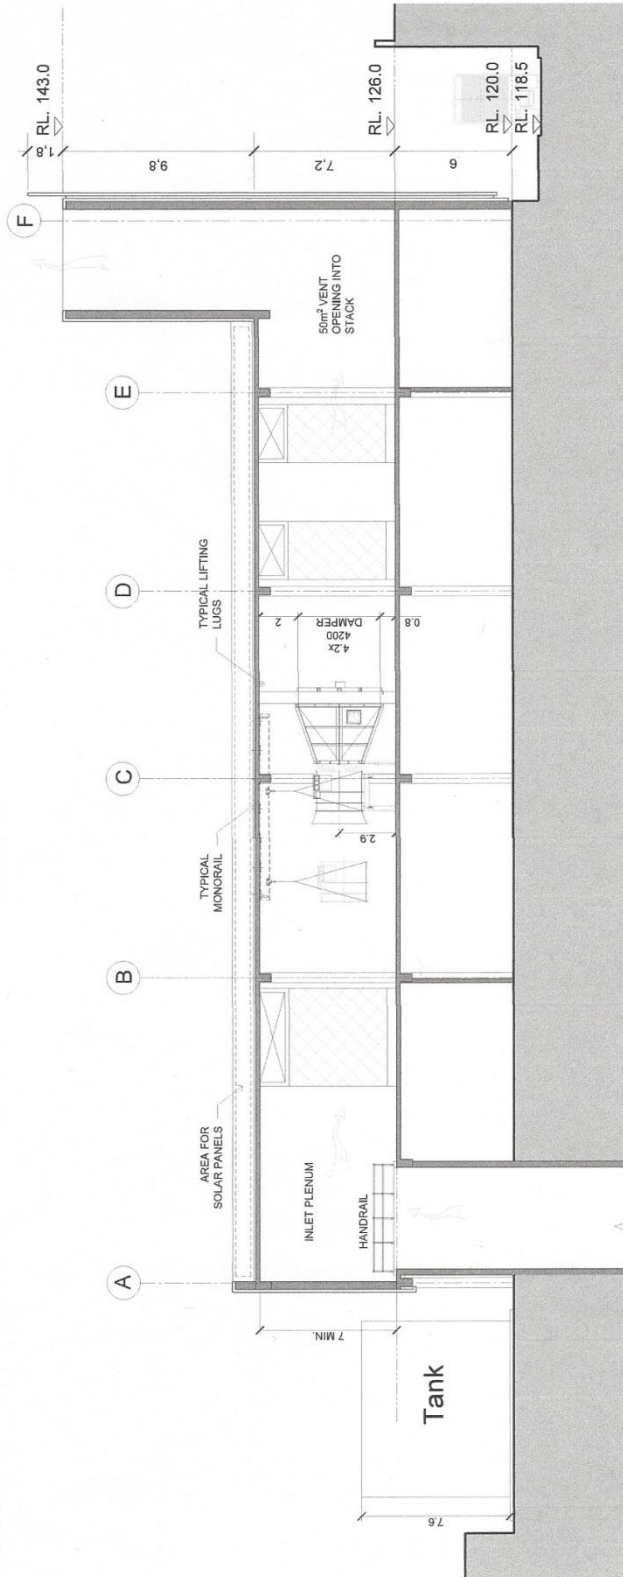 A
B
C
D
E
F
AREA FOR
SOLAR PANELS
TYPICAL
MONORAIL
TYPICAL LIFTING
LUGS
INLET PLENUM
HANDRAIL
7 MIN.
2.9
2
4.2x
4200
DAMPER
0.8
50m² VENT
OPENING INTO
STACK
1,8
9,8
7,2
6
RL. 143.0
RL. 126.0
RL. 120.0
RL. 118.5
Tank
7.6